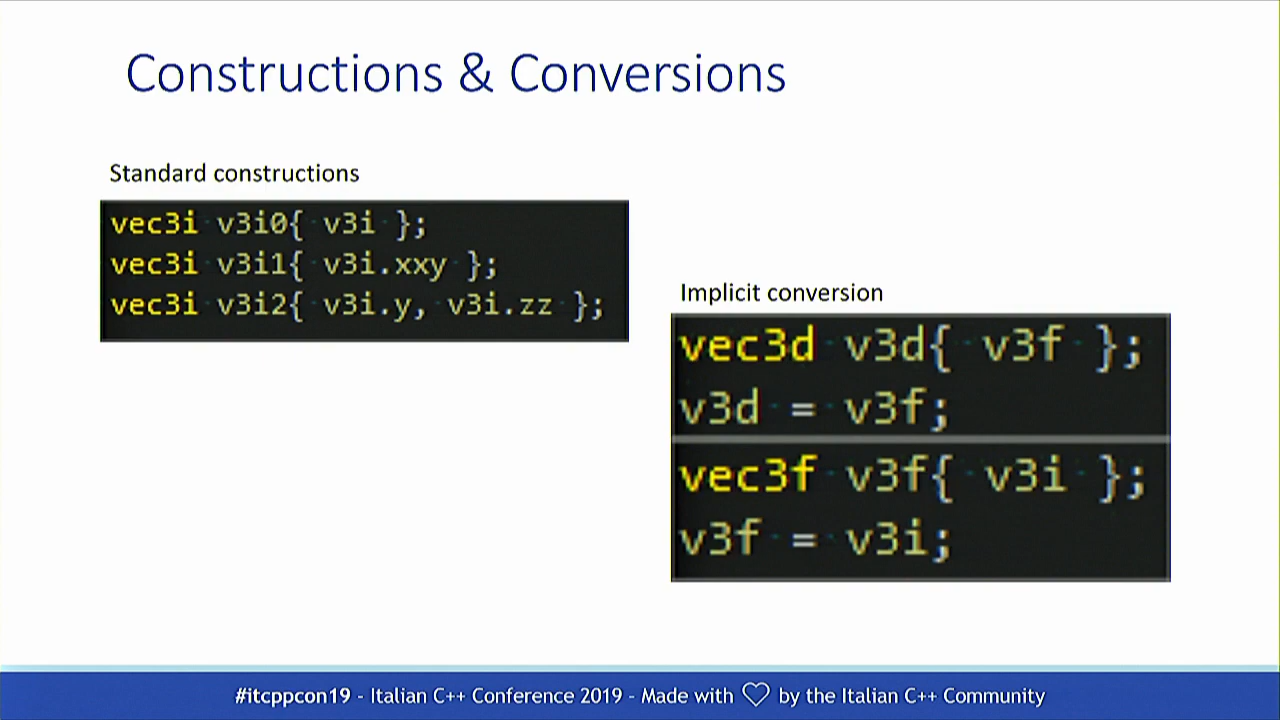 Constructions & Conversions
Standard constructions
vec3i v3i0{ v3i };
vec3i v3i1{ v3i.xxy };
vec3i v3i2{ v3i.y, v3i.zz };
Implicit conversion
vec3d v3d{ v3f };
v3d = v3f;
vec3f v3f{ v3i };
v3f = v3i;
#itcppcon19 - Italian C++ Conference 2019 - Made with ♡ by the Italian C++ Community